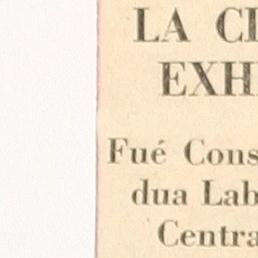 LA CI
EXHI
Fué Cons
dua Lab
Centra